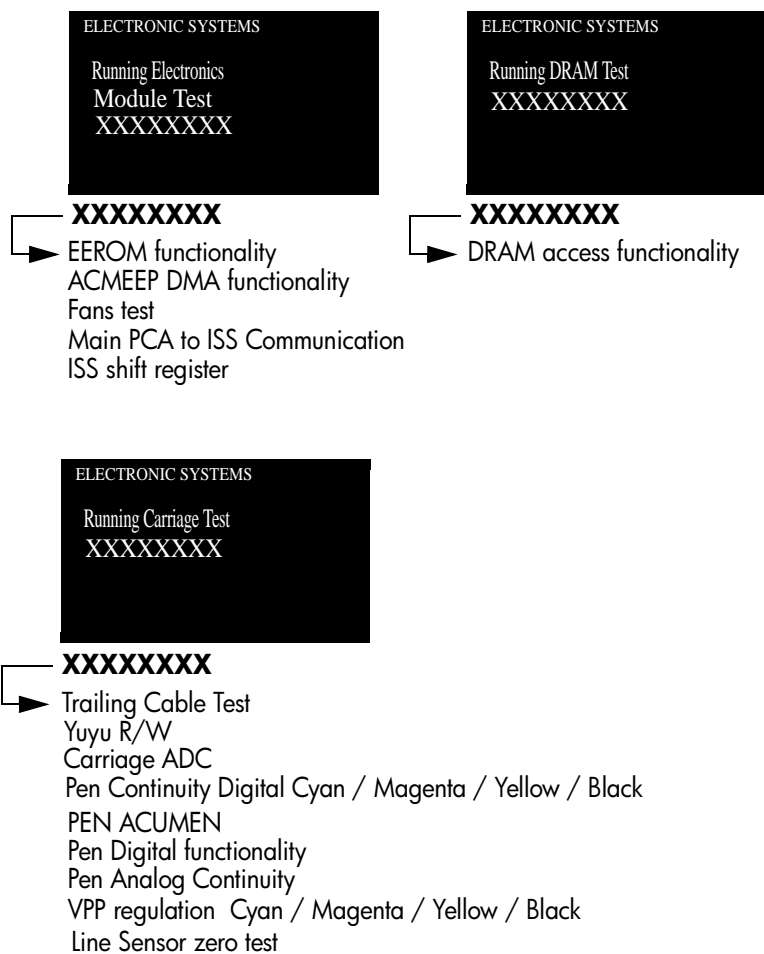 ELECTRONIC SYSTEMS
Running Electronics
Module Test
XXXXXXXX
XXXXXXXX
EEROM functionality
ACMEEP DMA functionality
Fans test
Main PCA to ISS Communication
ISS shift register
ELECTRONIC SYSTEMS
Running DRAM Test
XXXXXXXX
XXXXXXXX
DRAM access functionality
ELECTRONIC SYSTEMS
Running Carriage Test
XXXXXXXX
XXXXXXXX
Trailing Cable Test
Yuyu R/W
Carriage ADC
Pen Continuity Digital Cyan / Magenta / Yellow / Black
PEN ACUMEN
Pen Digital functionality
Pen Analog Continuity
VPP regulation Cyan / Magenta / Yellow / Black
Line Sensor zero test